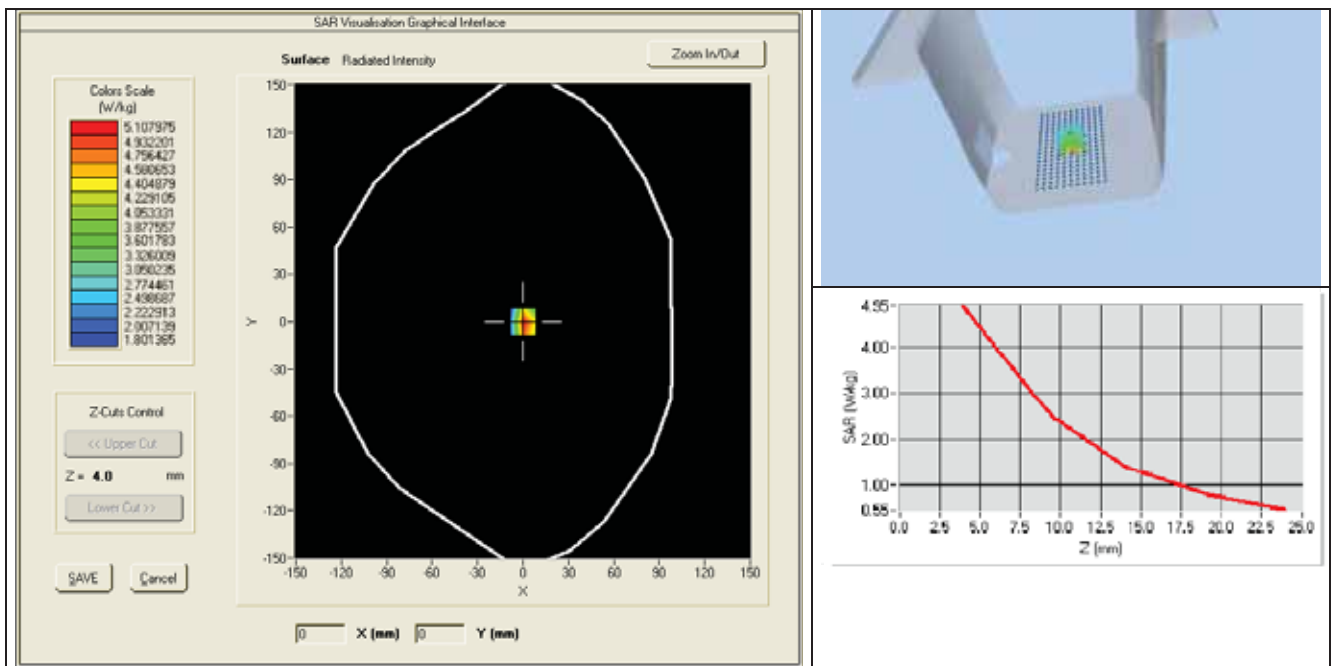 SAR Visualisation Graphical Interface
Surface Radiated Intensity
Zoom In/Out
Colors Scale
(W/kg)
5.107975
4.932201
4.756427
4.580653
4.404879
4.229105
4.053331
3.877557
3.601783
3.326009
3.050235
2.774461
2.498687
2.222913
2.007139
1.801365
Z-Cuts Control
<< Upper Cut
Z = 4.0 mm
Lower Cut >>
SAVE Cancel
150
120
90
60
30
0
-30
-60
-90
-120
-150
Y
-150 -120 -90 -60 -30 0 30 60 90 120 150
X
0 X (mm) 0 Y (mm)
4.95
4.00
3.00
2.00
1.00
0.55
SAR (W/kg)
0.0 2.5 5.0 7.5 10.0 12.5 15.0 17.5 20.0 22.5 25.0
Z (mm)